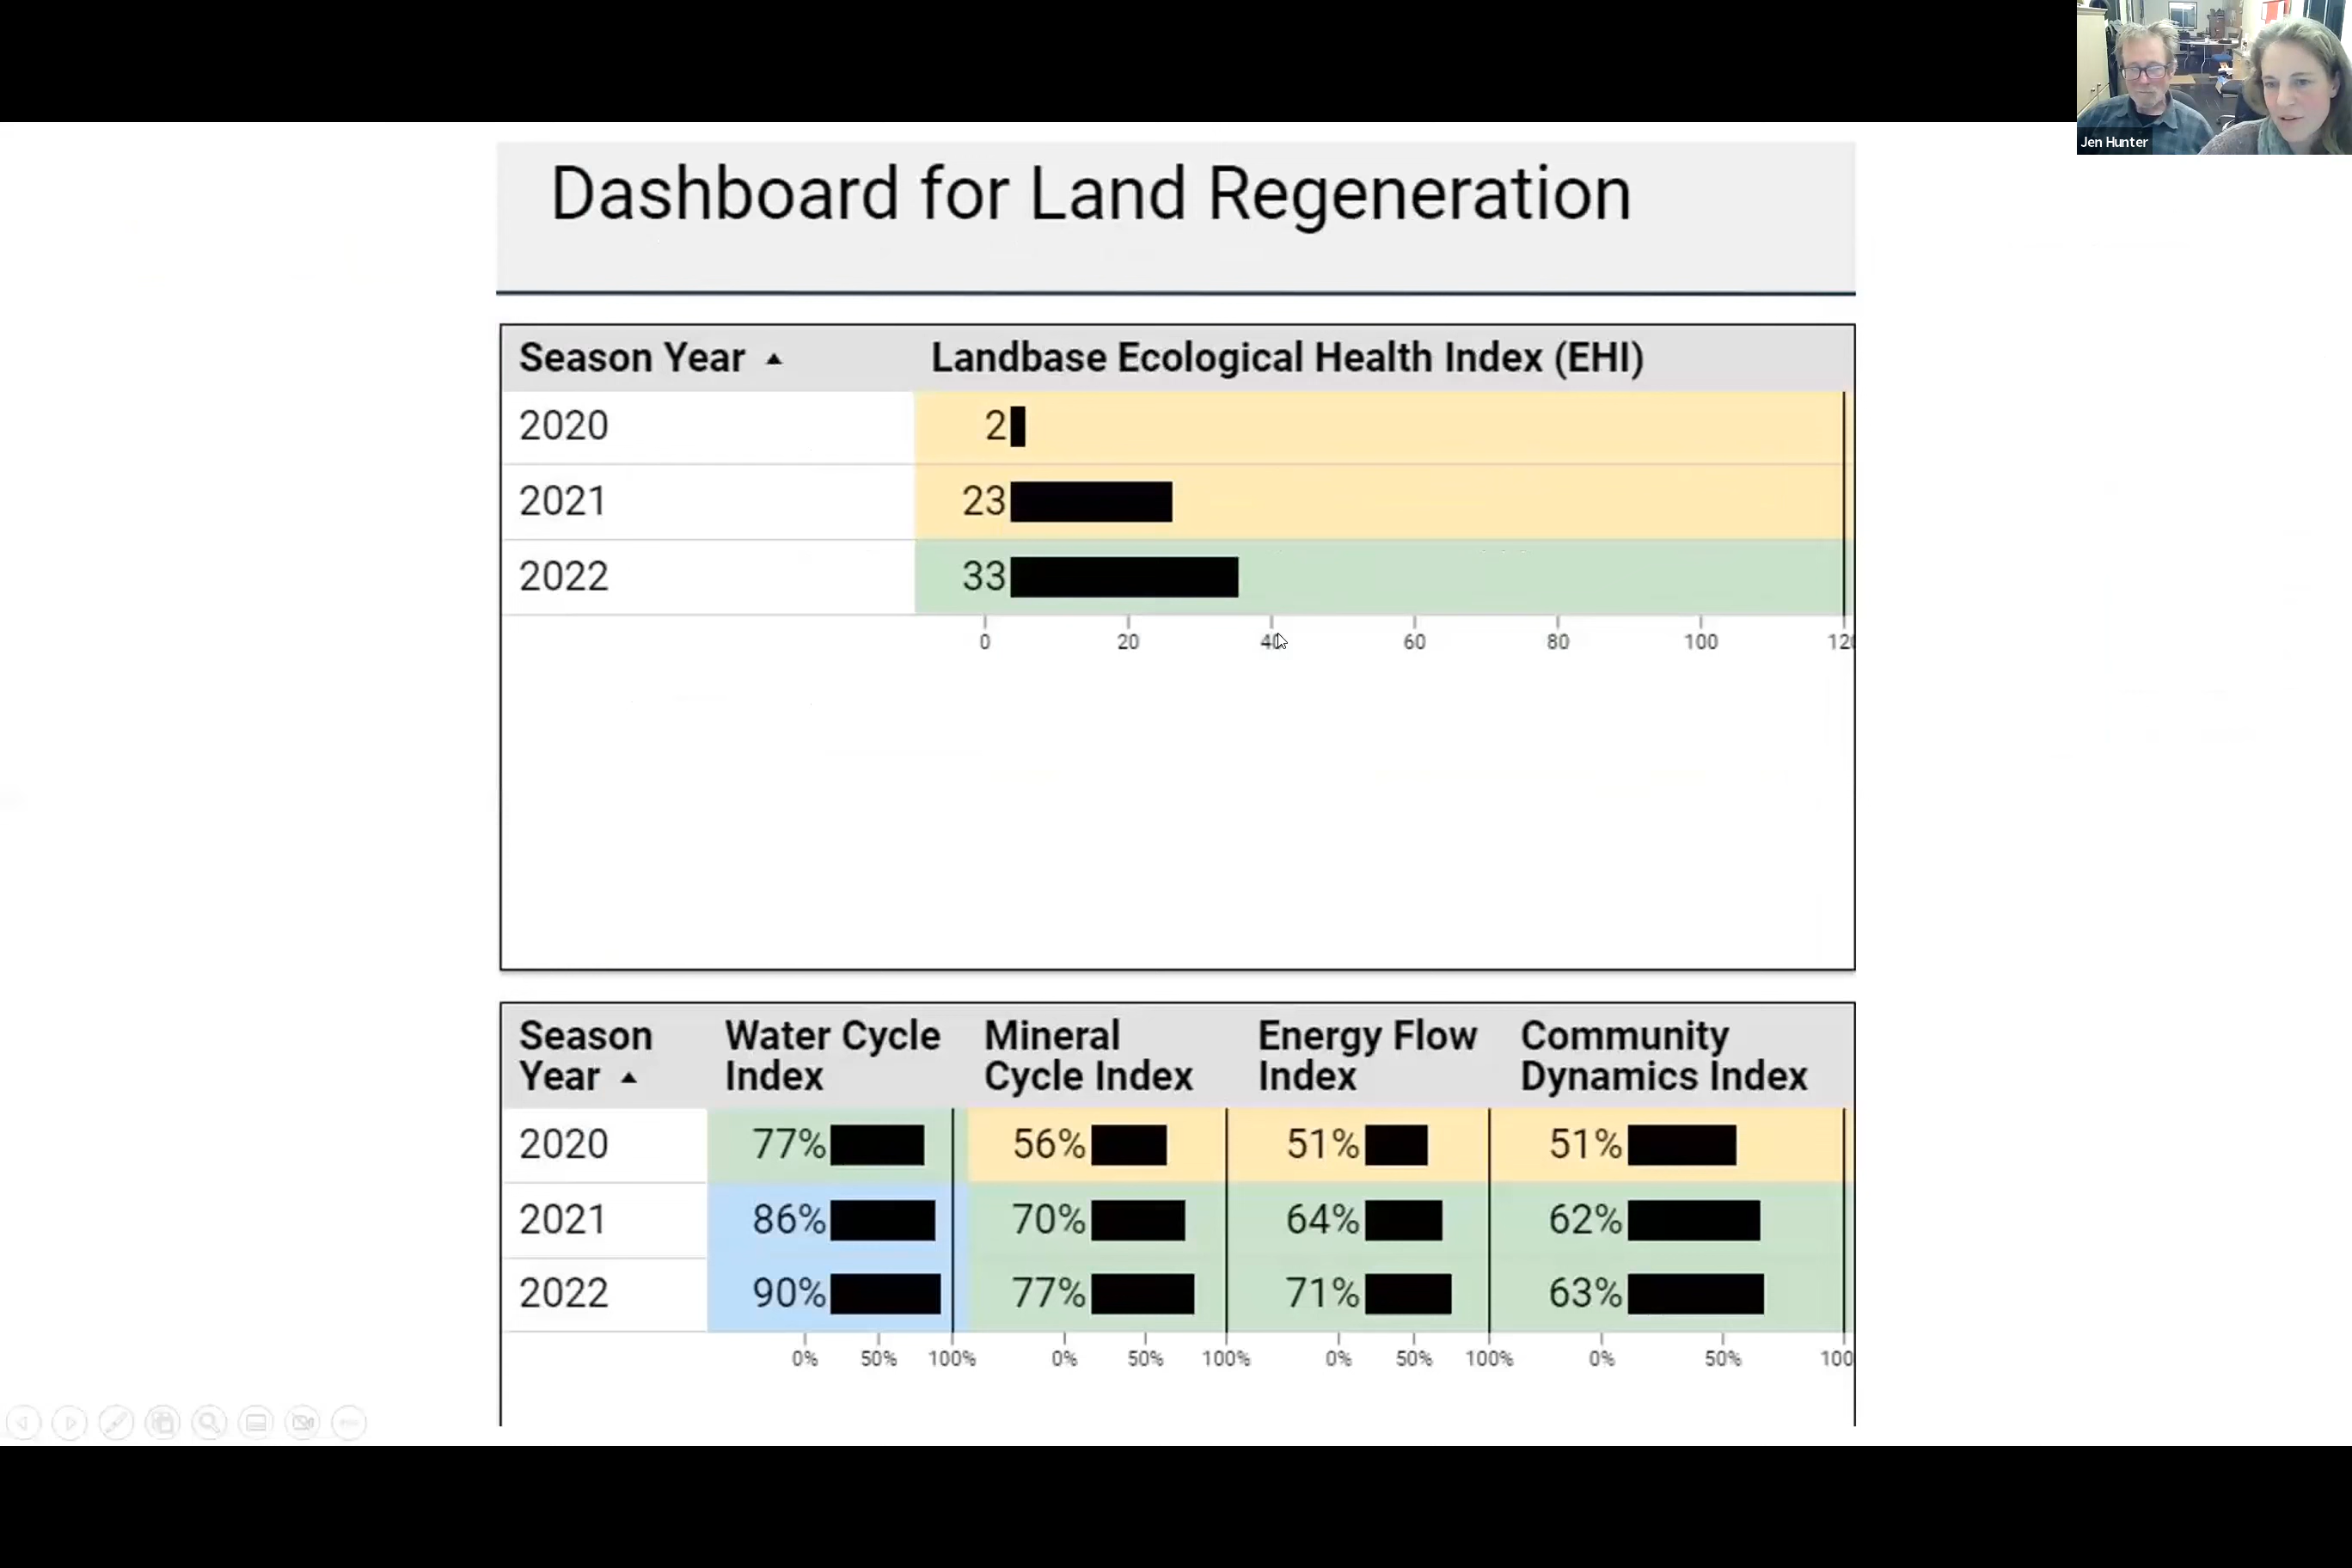 Jen Hunter
Dashboard for Land Regeneration
Season Year ▲ Landbase Ecological Health Index (EHI)
2020 2
2021 23
2022 33
0 20 40 60 80 100 120
Season Year ▲ Water Cycle Index Mineral Cycle Index Energy Flow Index Community Dynamics Index
2020 77% 56% 51% 51%
2021 86% 70% 64% 62%
2022 90% 77% 71% 63%
0% 50% 100% 0% 50% 100% 0% 50% 100% 0% 50% 100